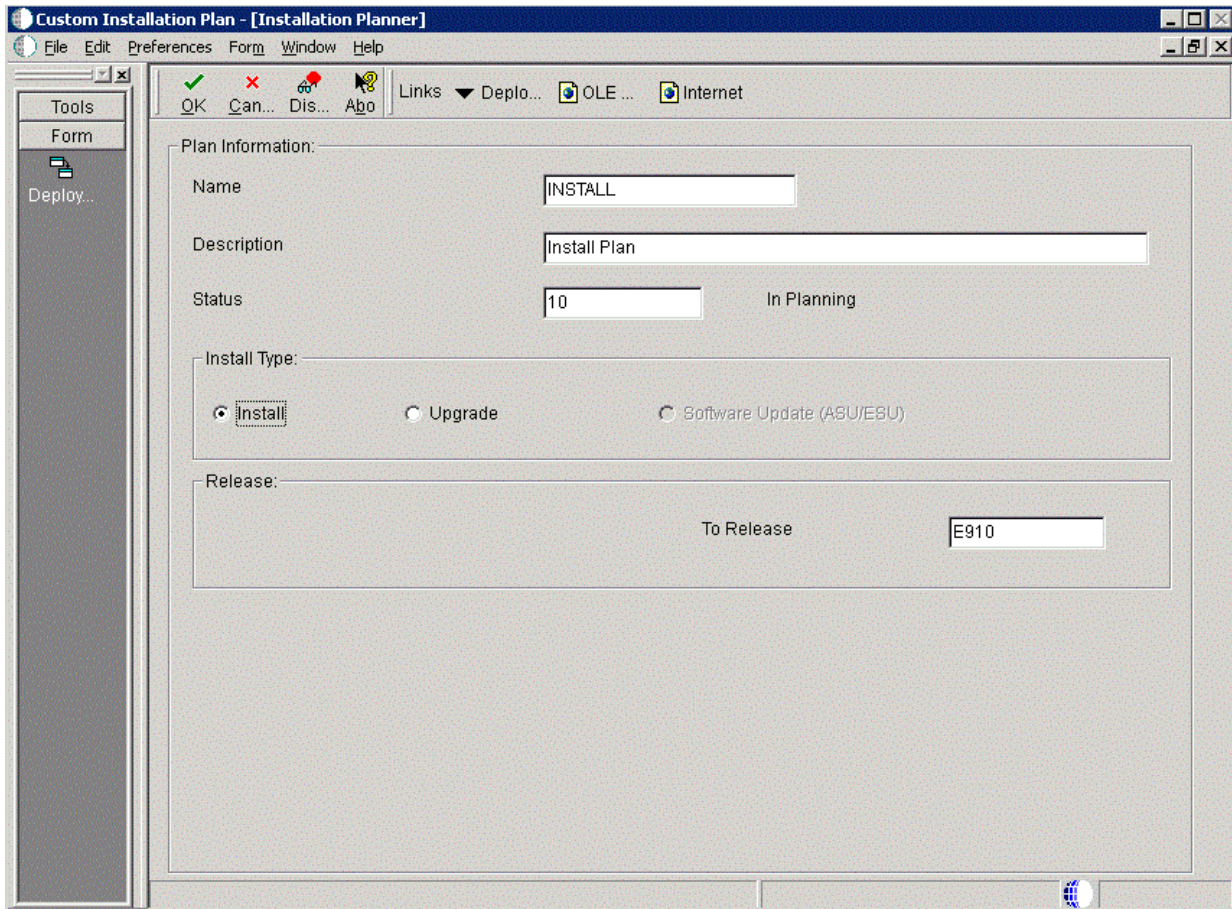 Custom Installation Plan - [Installation Planner]
File Edit Preferences Form Window Help
Tools
Form
Deploy...
OK Can... Dis... Abo Links Deplo... OLE ... Internet
Plan Information:
Name INSTALL
Description Install Plan
Status 10 In Planning
Install Type:
Install Upgrade Software Update (ASU/ESU)
Release:
To Release E910